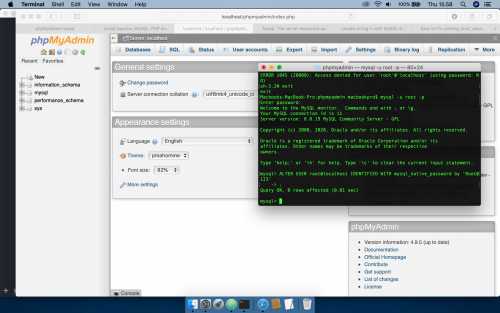 Terminal Shell Edit View Window Help
100% Thu 15.58
localhost/phpmyadmin/index.php
phpMyAdmin
Recent Favorites
New
information_schema
mysql
performance_schema
sys
Server: localhost
Databases SQL Status User accounts Export Import Settings Binary log Replication More
General settings
Change password
Server connection collation:
Appearance settings
Language English
Theme: pmahomme
Font size: 82%
More settings
phpmyadmin — mysql -u root -p — 80×24
ERROR 1045 (28000): Access denied for user 'root'@'localhost' (using password:
sh-3.2# exit
exit
Macbooks-MacBook-Pro:phpmyadmin macbookpro$ mysql -u root -p
Enter password:
Welcome to the MySQL monitor. Commands end with ; or \g.
Your MySQL connection id is
Server version: 8.0.19 MySQL Community Server - GPL
Copyright (c) 2000, 2020, Oracle and/or its affiliates. All rights reserved.
Oracle is a registered trademark of Oracle Corporation and/or its
affiliates. Other names may be trademarks of their respective
owners.
Type 'help;' or '\h' for help. Type '\c' to clear the current input statement.
mysql> ALTER USER root@localhost IDENTIFIED WITH mysql_native_password by
-> ;
Query OK, 0 rows affected (0.01 sec)
mysql>
- GPL
phpMyAdmin
Version information: 4.9.5 (up to date)
Documentation
Official Homepage
Contribute
Get support
List of changes
License
Console